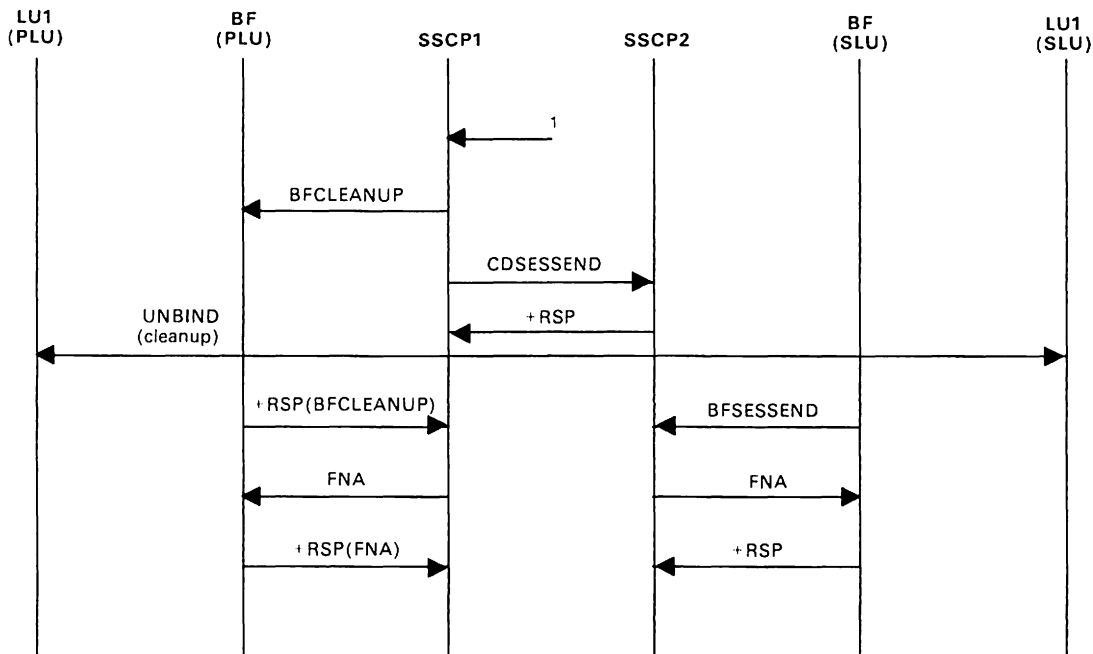 LU1
(PLU)
BF
(PLU)
SSCP1
SSCP2
BF
(SLU)
LU1
(SLU)
1
BFCLEANUP
CDSESSEND
+RSP
UNBIND
(cleanup)
+RSP(BFCLEANUP)
BFSESSEND
FNA
FNA
+RSP(FNA)
+RSP